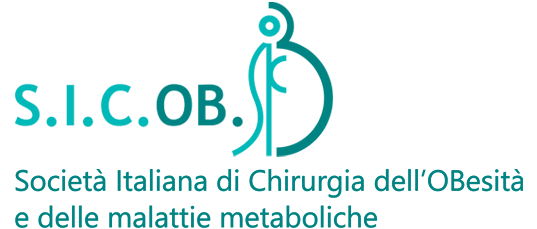 S.I.C.OB.
Società Italiana di Chirurgia dell'OBesità
e delle malattie metaboliche